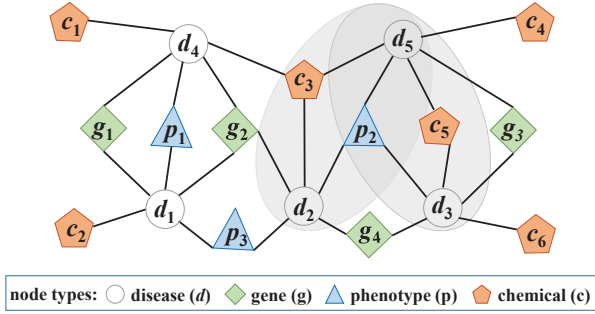 c1 c4
d4 d5
c3
g1 p1 g2 p2 c5 g3
d1 d2 d3
c2 p3 g4 c6
node types: disease (d) gene (g) phenotype (p) chemical (c)